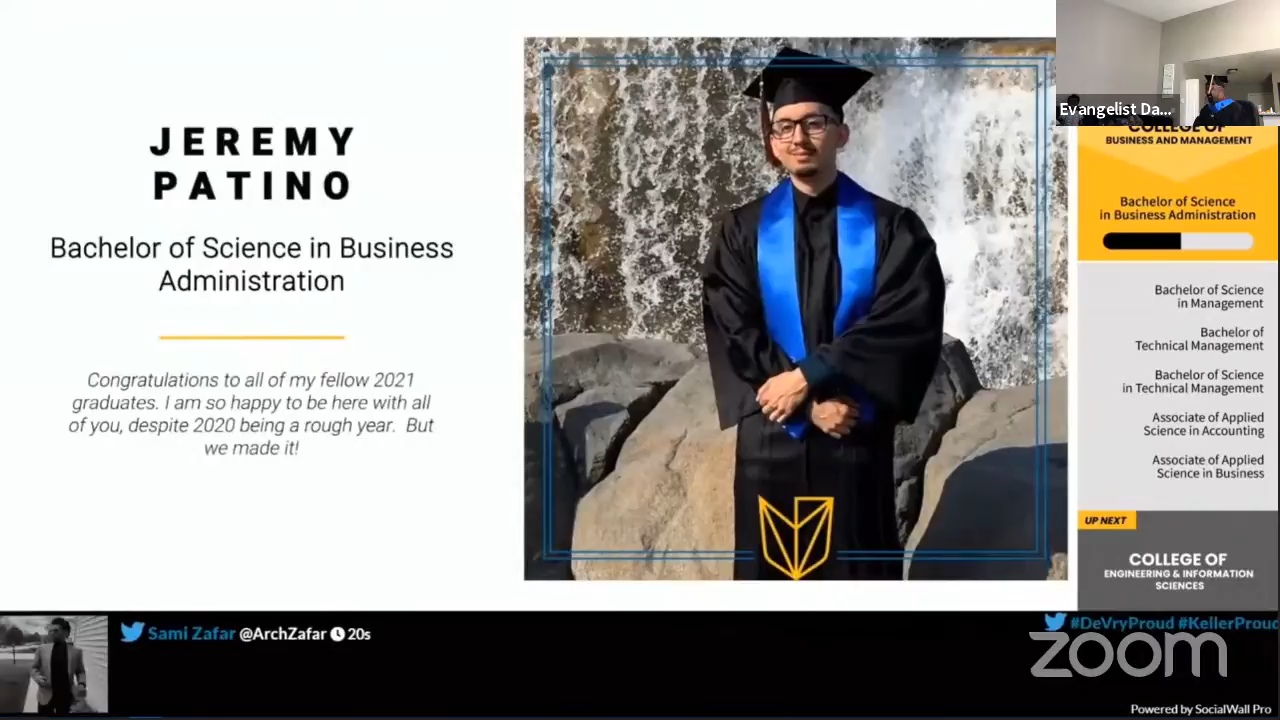 JEREMY
PATINO
Bachelor of Science in Business
Administration
Congratulations to all of my fellow 2021
graduates. I am so happy to be here with all
of you, despite 2020 being a rough year. But
we made it!
Evangelist Da...
COLLEGE OF
BUSINESS AND MANAGEMENT
Bachelor of Science
in Business Administration
Bachelor of Science
in Management
Bachelor of
Technical Management
Bachelor of Science
in Technical Management
Associate of Applied
Science in Accounting
Associate of Applied
Science in Business
UP NEXT
COLLEGE OF
ENGINEERING & INFORMATION
SCIENCES
Sami Zafar @ArchZafar 20s
#DeVryProud #KellerProud
zoom
Powered by SocialWall Pro